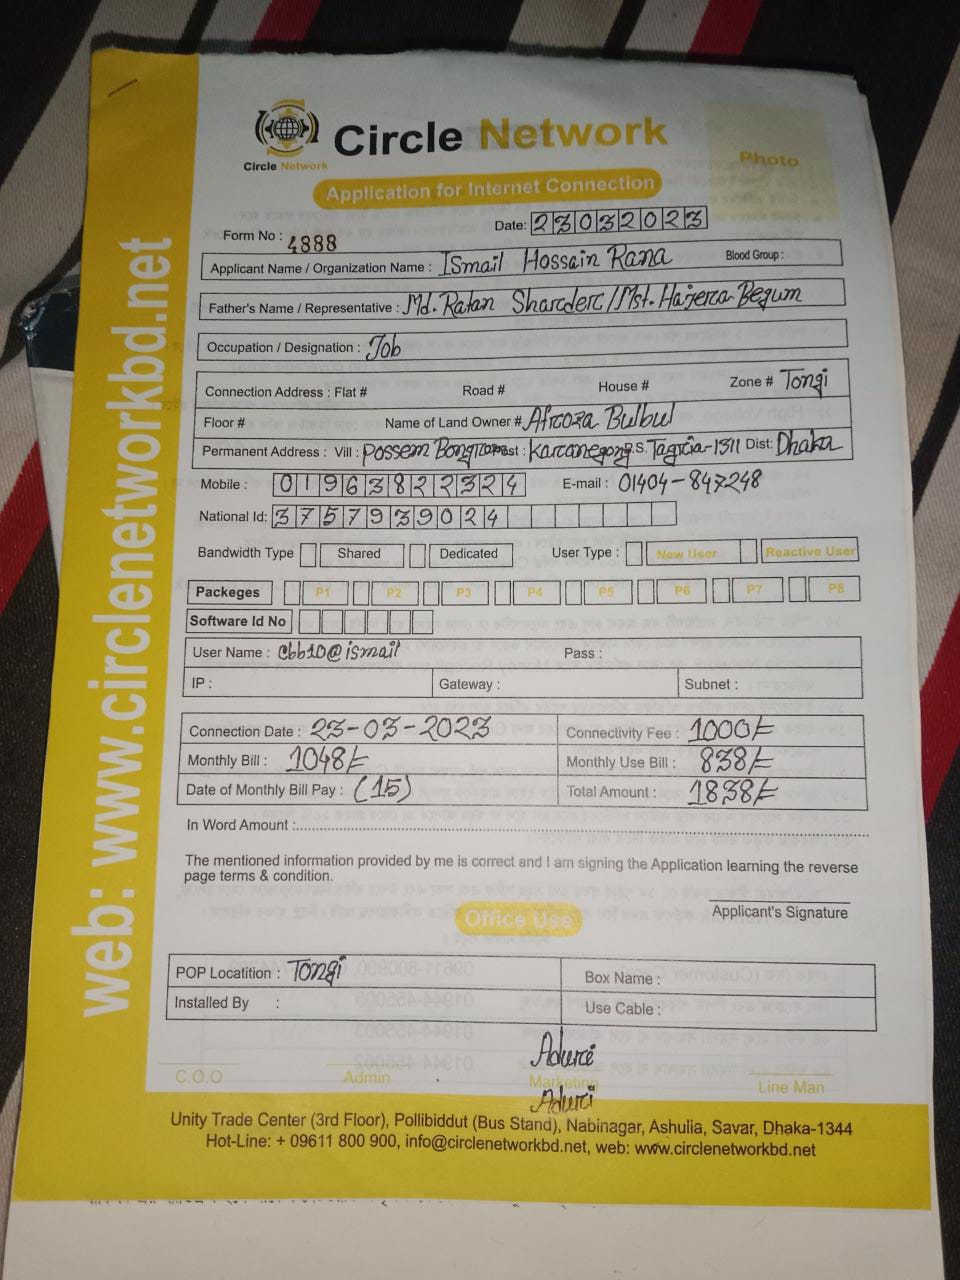 web: www.circlenetworkbd.net
Circle Network
Circle Network
Photo
Application for Internet Connection
Form No : 4888
Date: 23032023
Applicant Name / Organization Name : Ismail Hossain Rana Blood Group :
Father's Name / Representative : Md. Ratan Sharder/Mst. Hajera Begum
Occupation / Designation : Job
Connection Address : Flat # Road # House # Zone # Tongi
Floor # Name of Land Owner # Afroza Bulbul
Permanent Address : Vill : Possem Post : P.S. -1311 Dist: Dhaka
Mobile : 01963822324 E-mail : 01404-847248
National Id: 3757939024
Bandwidth Type Shared Dedicated User Type : New User Reactive User
Packeges P1 P2 P3 P4 P5 P6 P7 P8
Software Id No
User Name : cbb10@ismail Pass :
IP : Gateway : Subnet :
Connection Date : 23-03-2023 Connectivity Fee : 1000/=
Monthly Bill : 1048/= Monthly Use Bill : 838/=
Date of Monthly Bill Pay : (15) Total Amount : 1838/=
In Word Amount :
The mentioned information provided by me is correct and I am signing the Application learning the reverse
page terms & condition.
Applicant's Signature
Office Use
POP Locatition : Tongi Box Name :
Installed By : Use Cable :
C.O.O Admin Marketing Line Man
Unity Trade Center (3rd Floor), Pollibiddut (Bus Stand), Nabinagar, Ashulia, Savar, Dhaka-1344
Hot-Line: + 09611 800 900, info@circlenetworkbd.net, web: www.circlenetworkbd.net